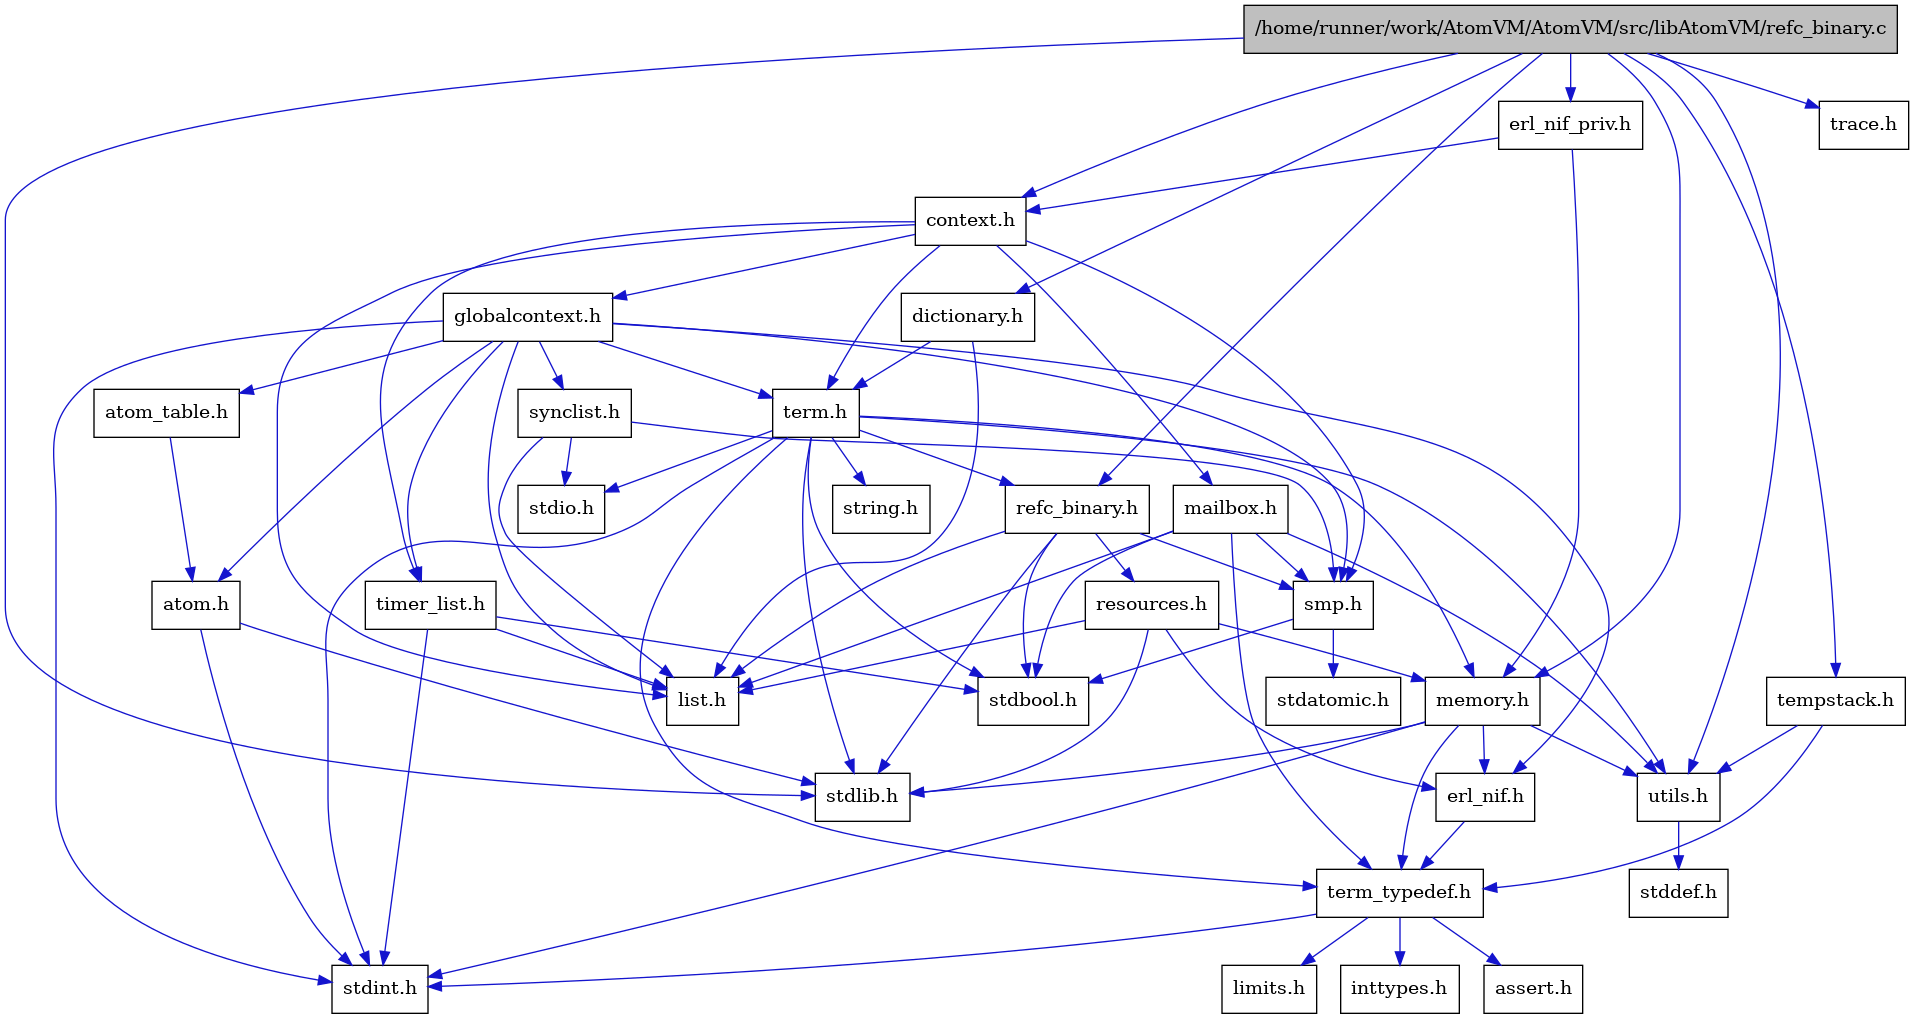 /home/runner/work/AtomVM/AtomVM/src/libAtomVM/refc_binary.c
erl_nif_priv.h
trace.h
context.h
globalcontext.h
dictionary.h
atom_table.h
synclist.h
term.h
stdio.h
string.h
refc_binary.h
mailbox.h
atom.h
timer_list.h
resources.h
smp.h
list.h
stdbool.h
stdatomic.h
memory.h
tempstack.h
stdlib.h
erl_nif.h
utils.h
term_typedef.h
stddef.h
stdint.h
limits.h
inttypes.h
assert.h